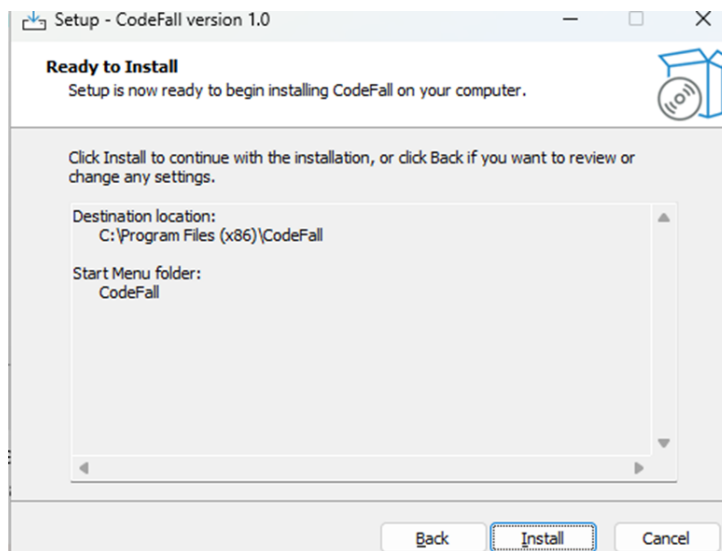 Setup - CodeFall version 1.0
Ready to Install
Setup is now ready to begin installing CodeFall on your computer.
Click Install to continue with the installation, or click Back if you want to review or
change any settings.
Destination location:
C:\Program Files (x86)\CodeFall
Start Menu folder:
CodeFall
Back
Install
Cancel